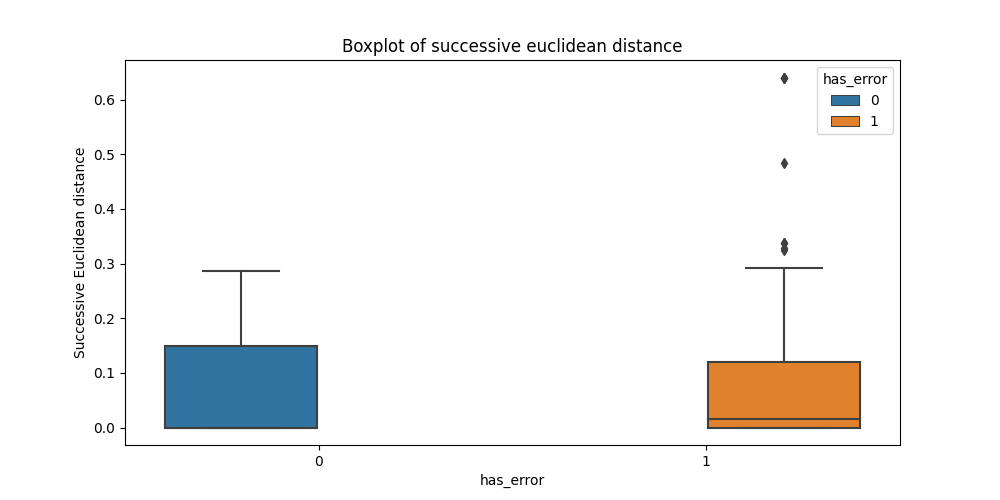 Boxplot of successive euclidean distance
has_error
0
1
0.6
0.5
0.4
0.3
0.2
0.1
0.0
Successive Euclidean distance
0
1
has_error